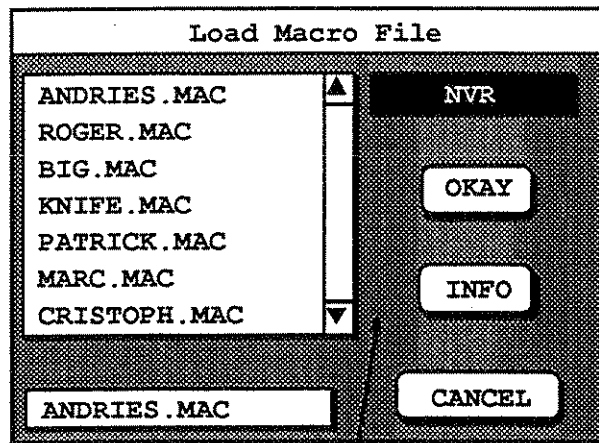 Load Macro File
ANDRIES.MAC
ROGER.MAC
BIG.MAC
KNIFE.MAC
PATRICK.MAC
MARC.MAC
CRISTOPH.MAC
ANDRIES.MAC
NVR
OKAY
INFO
CANCEL